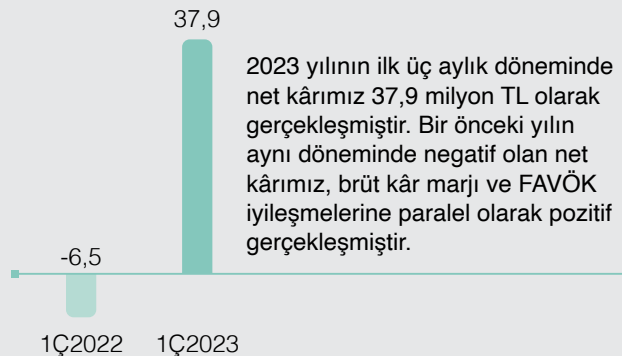 37,9
2023 yılının ilk üç aylık döneminde
net kârımız 37,9 milyon TL olarak
gerçekleşmiştir. Bir önceki yılın
aynı döneminde negatif olan net
kârımız, brüt kâr marjı ve FAVÖK
iyileşmelerine paralel olarak pozitif
gerçekleşmiştir.
-6,5
1Ç2022 1Ç2023